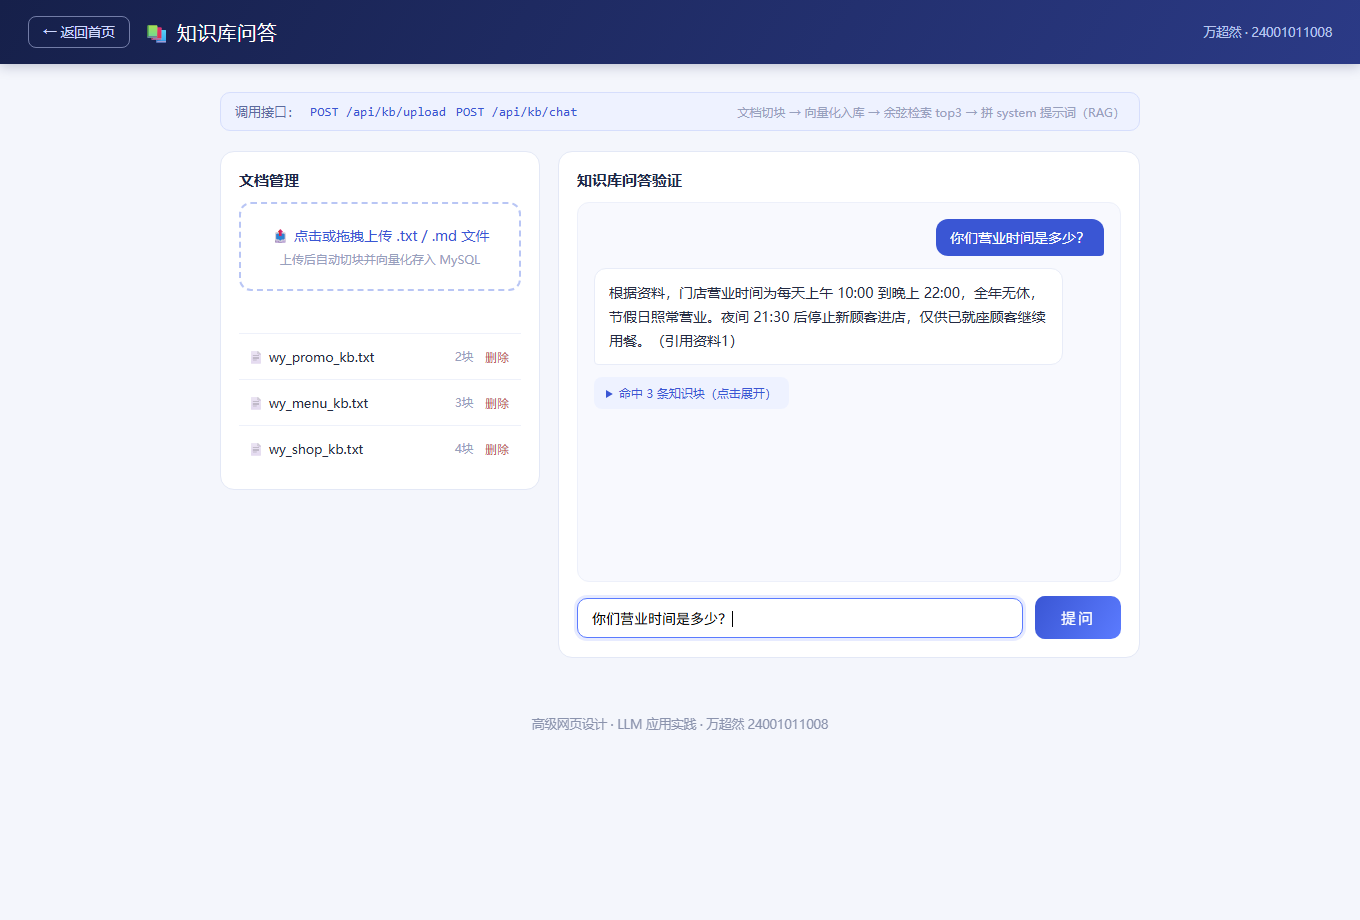 ← 返回首页
知识库问答
万超然 · 24001011008
调用接口： POST /api/kb/upload POST /api/kb/chat
文档切块 → 向量化入库 → 余弦检索 top3 → 拼 system 提示词（RAG）
文档管理
点击或拖拽上传 .txt / .md 文件
上传后自动切块并向量化存入 MySQL
wy_promo_kb.txt 2块 删除
wy_menu_kb.txt 3块 删除
wy_shop_kb.txt 4块 删除
知识库问答验证
你们营业时间是多少？
根据资料，门店营业时间为每天上午 10:00 到晚上 22:00，全年无休，
节假日照常营业。夜间 21:30 后停止新顾客进店，仅供已就座顾客继续
用餐。（引用资料1）
▶ 命中 3 条知识块（点击展开）
你们营业时间是多少？
提问
高级网页设计 · LLM 应用实践 · 万超然 24001011008